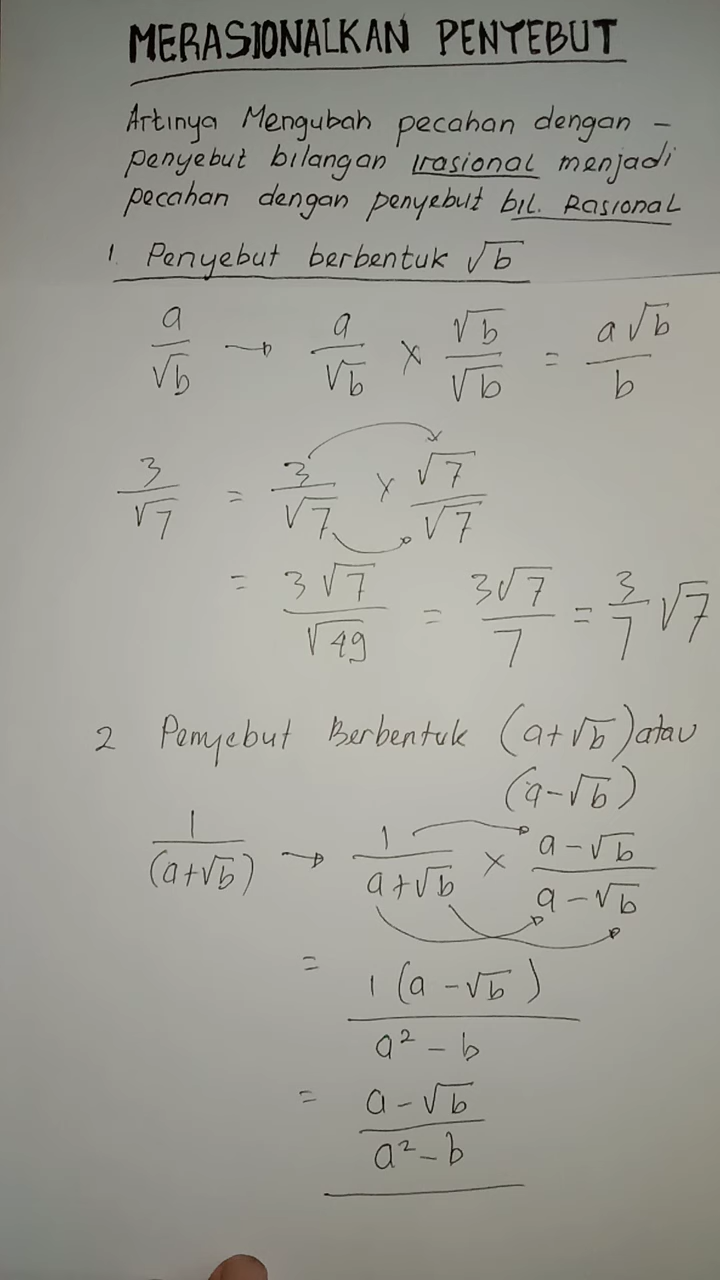 MERASIONALKAN PENYEBUT
Artinya Mengubah pecahan dengan -
penyebut bilangan irasional menjadi
pecahan dengan penyebut bil. Rasional
1. Penyebut berbentuk √b
a/√b → a/√b × √b/√b = a√b/b
3/√7 = 3/√7 × √7/√7
= 3√7/√49 = 3√7/7 = 3/7 √7
2 Penyebut Berbentuk (a+√b) atau
(a-√b)
1/(a+√b) → 1/a+√b × a-√b/a-√b
= 1(a-√b)/a²-b
= a-√b/a²-b